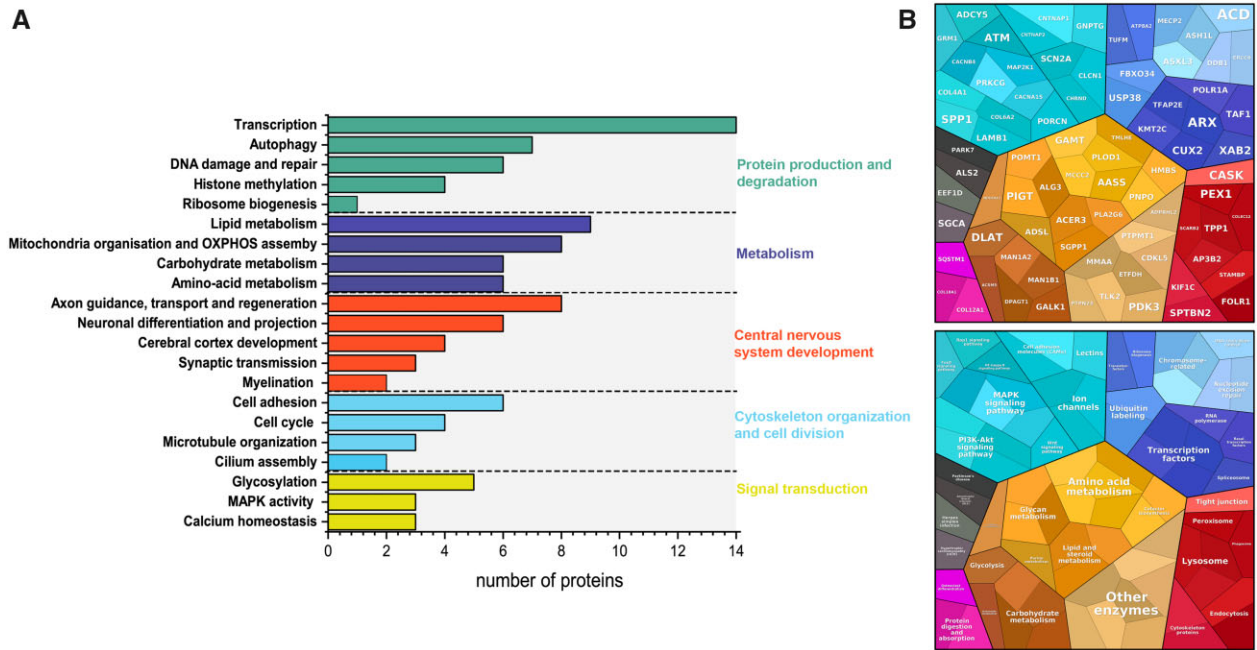 A
Transcription
Autophagy
DNA damage and repair
Histone methylation
Ribosome biogenesis
Lipid metabolism
Mitochondria organisation and OXPHOS assemby
Carbohydrate metabolism
Amino-acid metabolism
Axon guidance, transport and regeneration
Neuronal differentiation and projection
Cerebral cortex development
Synaptic transmission
Myelination
Cell adhesion
Cell cycle
Microtubule organization
Cilium assembly
Glycosylation
MAPK activity
Calcium homeostasis
Protein production and
degradation
Metabolism
Central nervous
system development
Cytoskeleton organization
and cell division
Signal transduction
0 2 4 6 8 10 12 14
number of proteins
B
ADCY5
CNTNAP1
GNPTG
GRM1
ATM
TUFM
ATP8A2
MECP2
ACD
ASH1L
CACNB4
MAP2K1
SCN2A
ASXL3
DDB1
PRKCG
CLCN1
FBXO34
COL4A1
CACNA1S
USP38
POLR1A
SPP1
COL6A2
PORCN
TFAP2E
TAF1
LAMB1
KMT2C
ARX
CUX2
XAB2
PARK7
ALS2
EEF1D
SGCA
POMT1
GAMT
PLOD1
HMBS
CASK
PIGT
ALG3
MCCC2
AASS
PNPO
PEX1
ACER3
PLA2G6
SCARB2
TPP1
DLAT
ADSL
SGPP1
PTPMT1
AP3B2
SQSTM1
MAN1A2
MMAA
CDKL5
STAMBP
MAN1B1
ETFDH
KIF1C
FOLR1
COL12A1
DPAGT1
GALK1
TLK2
PDK3
SPTBN2
Cell adhesion
molecules (CAMs)
Lectins
Chromosome-
related
Nucleotide
excision
repair
MAPK
signaling
pathway
Ion
channels
Ubiquitin
labeling
RNA
polymerase
PI3K-Akt
signaling
pathway
Transcription
factors
Spliceosome
Amino acid
metabolism
Tight junction
Glycan
metabolism
Peroxisome
Lipid and
steroid
metabolism
Lysosome
Glycolysis
Other
enzymes
Carbohydrate
metabolism
Endocytosis
Protein
digestion
and
absorption
Cytoskeleton
proteins